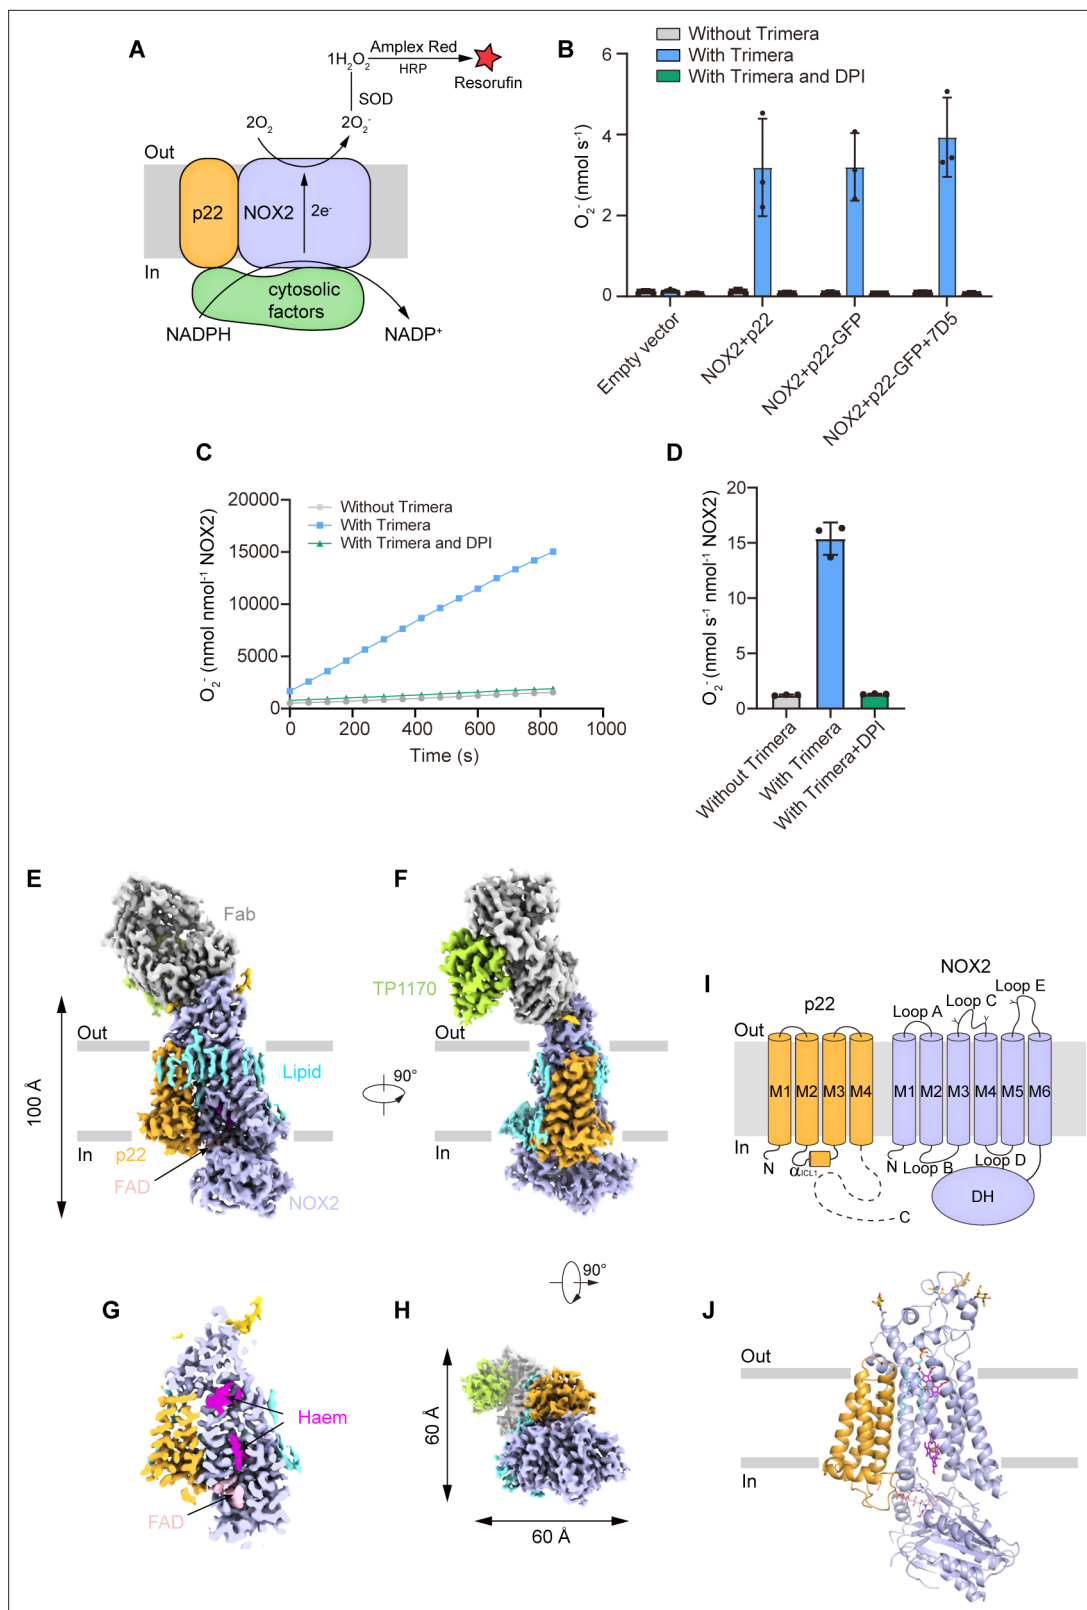 A
1H2O2
Amplex Red
HRP
Resorufin
SOD
2O2
2O2-
Out
p22
NOX2
2e-
In
cytosolic
factors
NADPH
NADP+
B
Without Trimera
With Trimera
With Trimera and DPI
O2- (nmol s-1)
6
4
2
0
Empty vector
NOX2+p22
NOX2+p22-GFP
NOX2+p22-GFP+7D5
C
Without Trimera
With Trimera
With Trimera and DPI
O2- (nmol nmol-1 NOX2)
20000
15000
10000
5000
0
0 200 400 600 800 1000
Time (s)
D
O2- (nmol s-1 nmol-1 NOX2)
20
15
10
5
0
Without Trimera
With Trimera
With Trimera+DPI
E
Fab
100 Å
Out
Lipid
In
p22
FAD
NOX2
90°
F
TP1170
Out
In
90°
G
Haem
FAD
H
60 Å
60 Å
I
NOX2
p22
Loop A
Loop C
Loop E
Out
M1 M2 M3 M4 M1 M2 M3 M4 M5 M6
In
N
αICL1
C
N
Loop B
Loop D
DH
J
Out
In